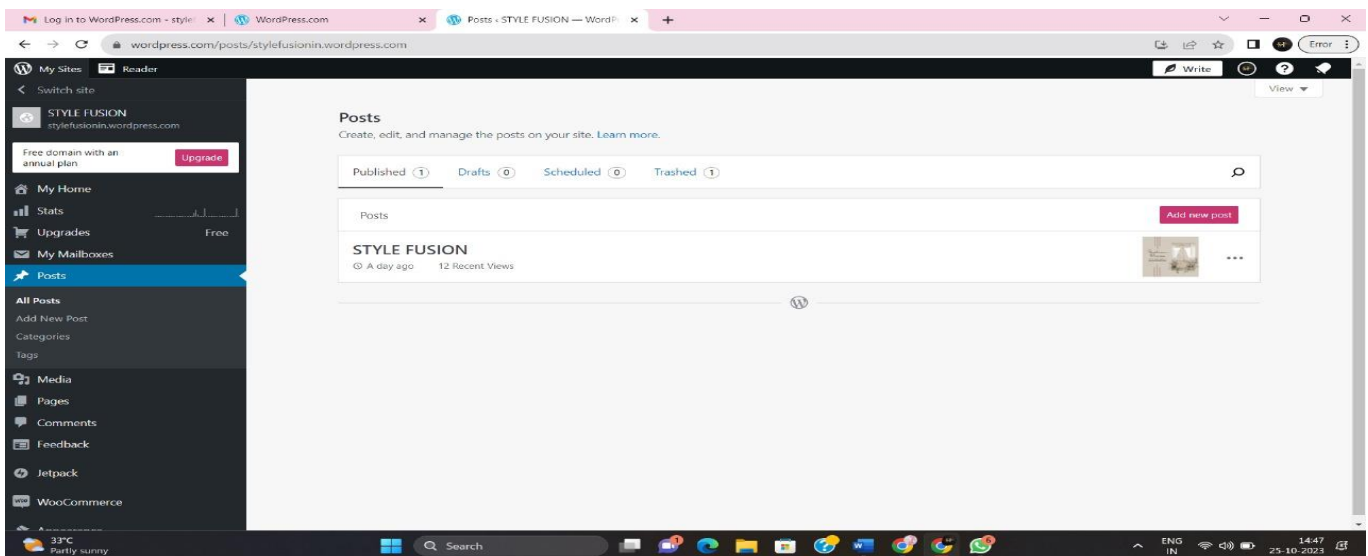 Log in to WordPress.com - style
WordPress.com
Posts ‹ STYLE FUSION — WordP
wordpress.com/posts/stylefusionin.wordpress.com
Error
My Sites
Reader
Write
Switch site
View
STYLE FUSION
stylefusionin.wordpress.com
Free domain with an
annual plan
Upgrade
My Home
Stats
Upgrades
Free
My Mailboxes
Posts
All Posts
Add New Post
Categories
Tags
Media
Pages
Comments
Feedback
Jetpack
WooCommerce
Posts
Create, edit, and manage the posts on your site. Learn more.
Published 1 Drafts 0 Scheduled 0 Trashed 1
Posts
Add new post
STYLE FUSION
A day ago 12 Recent Views
33°C
Partly sunny
Search
ENG
IN
14:47
25-10-2023